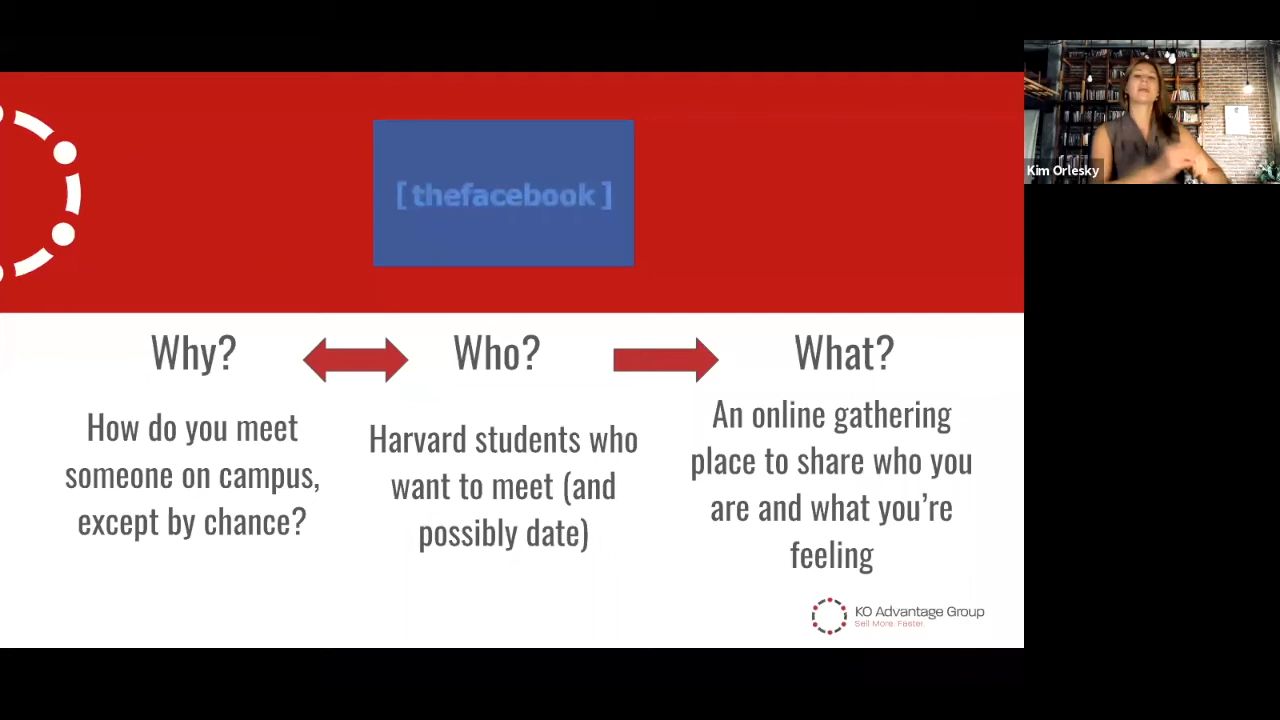 [thefacebook]
Kim Orlesky
Why?
How do you meet
someone on campus,
except by chance?
Who?
Harvard students who
want to meet (and
possibly date)
What?
An online gathering
place to share who you
are and what you're
feeling
KO Advantage Group
Sell More. Faster.